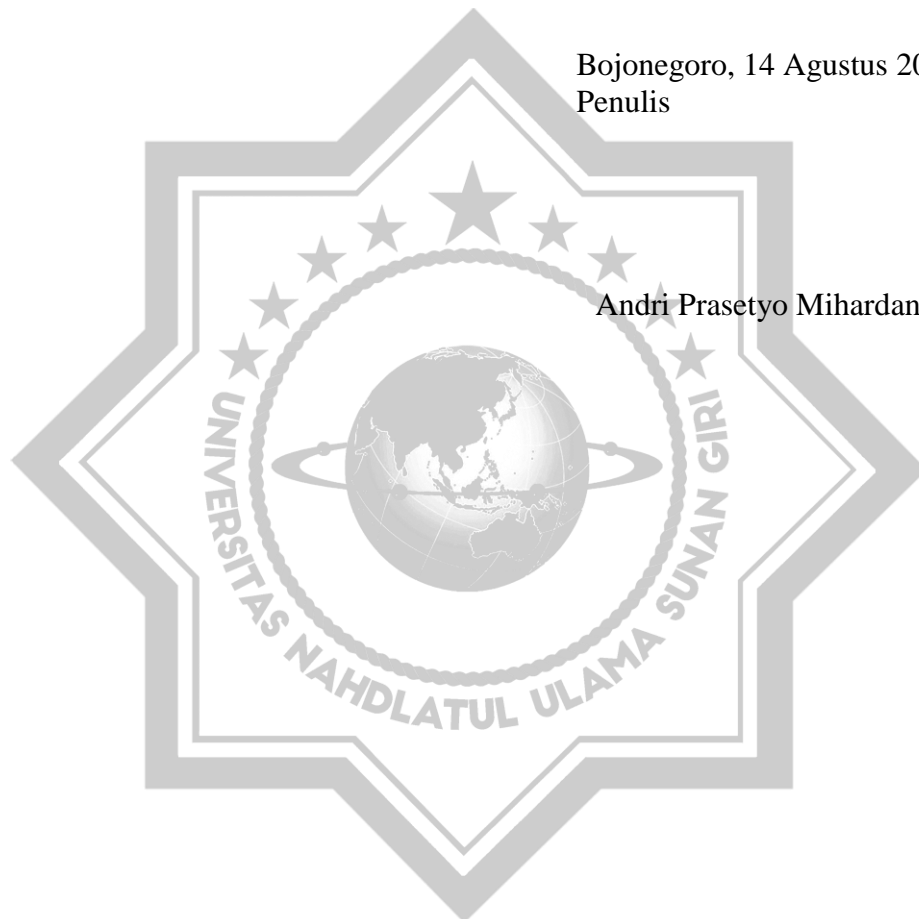 Bojonegoro, 14 Agustus 20
Penulis
Andri Prasetyo Mihardan
UNIVERSITAS NAHDLATUL ULAMA SUNAN GIRI